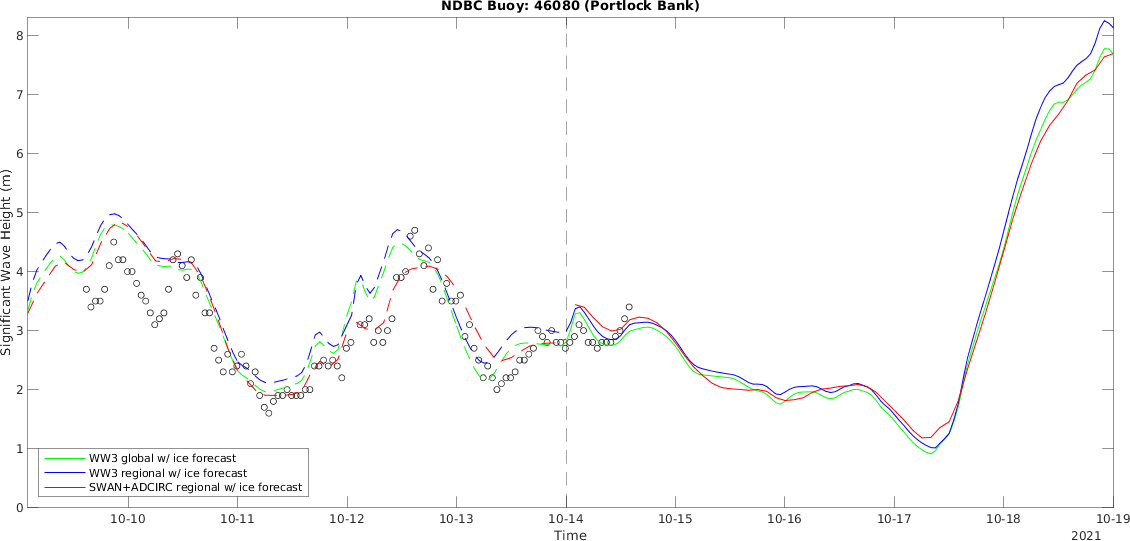 NDBC Buoy: 46080 (Portlock Bank)
Significant Wave Height (m)
8
7
6
5
4
3
2
1
0
WW3 global w/ ice forecast
WW3 regional w/ ice forecast
SWAN+ADCIRC regional w/ ice forecast
10-10 10-11 10-12 10-13 10-14 10-15 10-16 10-17 10-18 10-19
Time
2021